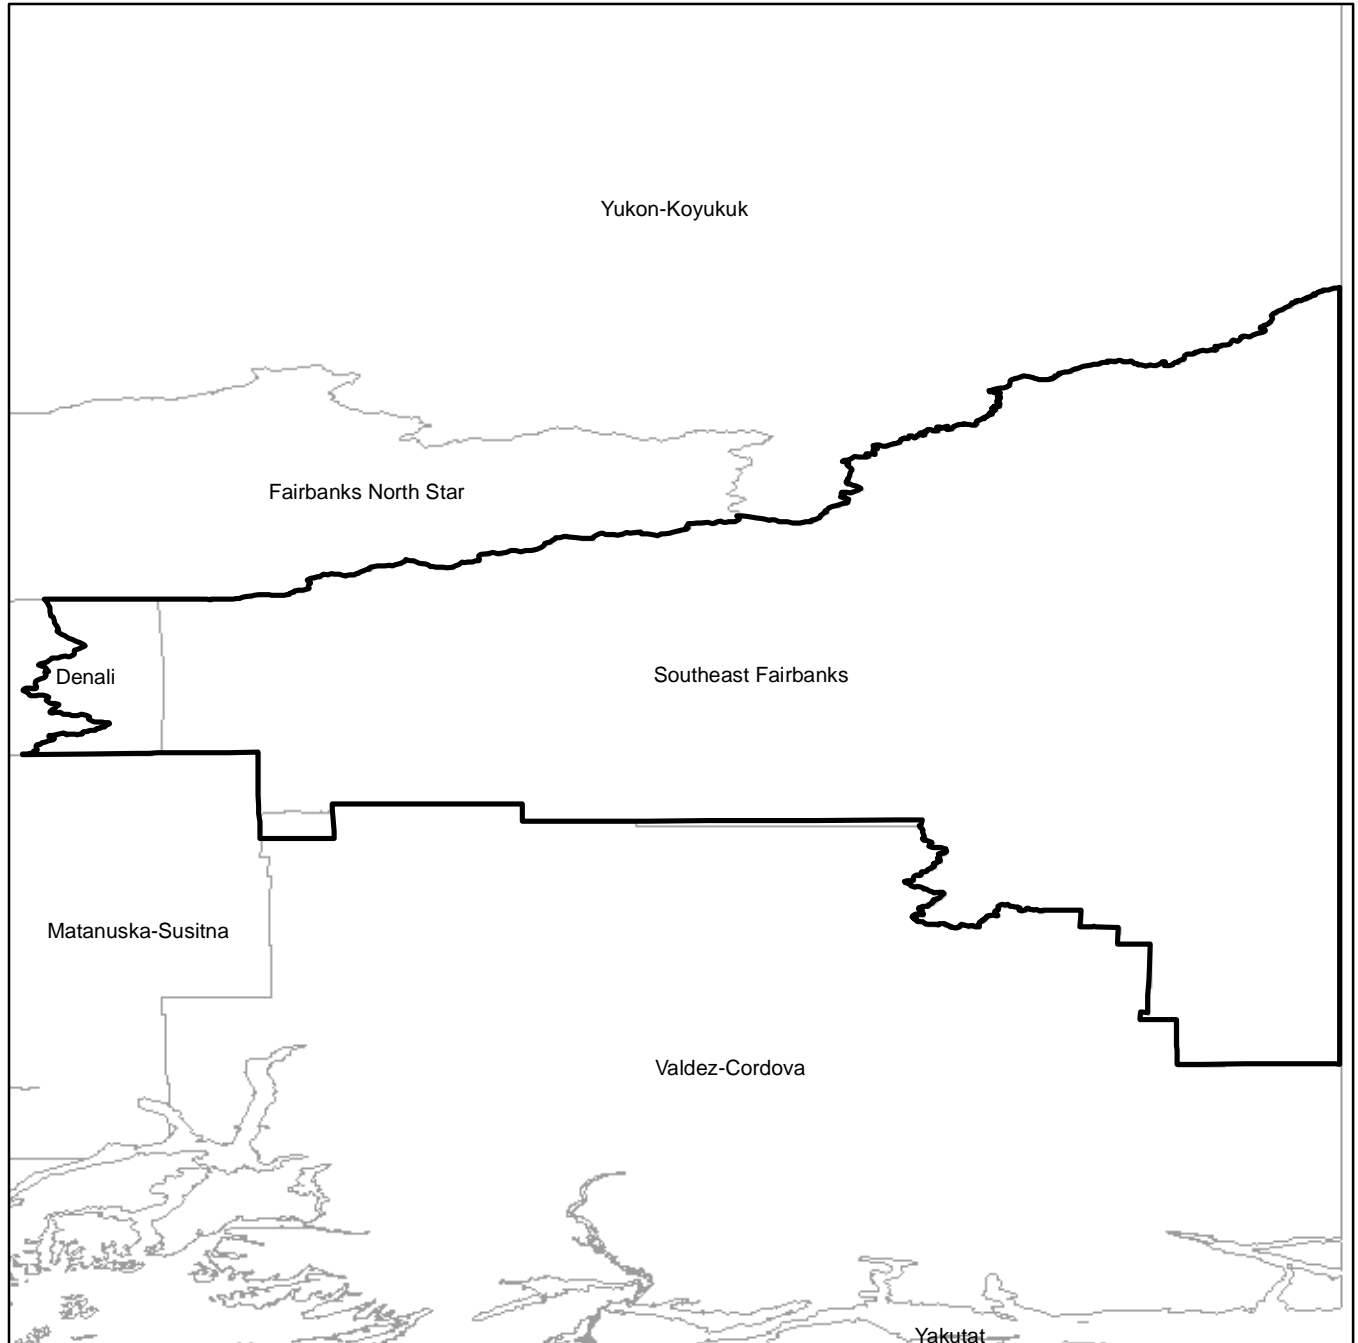 Yukon-Koyukuk
Fairbanks North Star
Denali
Southeast Fairbanks
Matanuska-Susitna
Valdez-Cordova
Yakutat